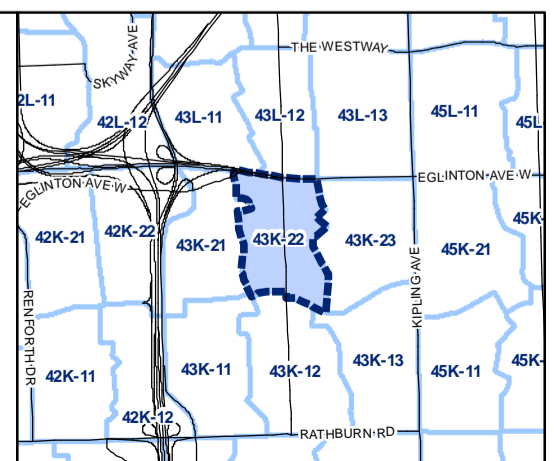 THE WESTWAY
SKYWAY AVE
2L-11
42L-12
43L-11
43L-12
43L-13
45L-11
45L
EGLINTON AVE W
EGLINTON AVE W
42K-21
42K-22
43K-21
43K-22
43K-23
45K-21
45K-
RENFORTH DR
KIPLING AVE
42K-11
42K-12
43K-11
43K-12
43K-13
45K-11
45K-
RATHBURN RD